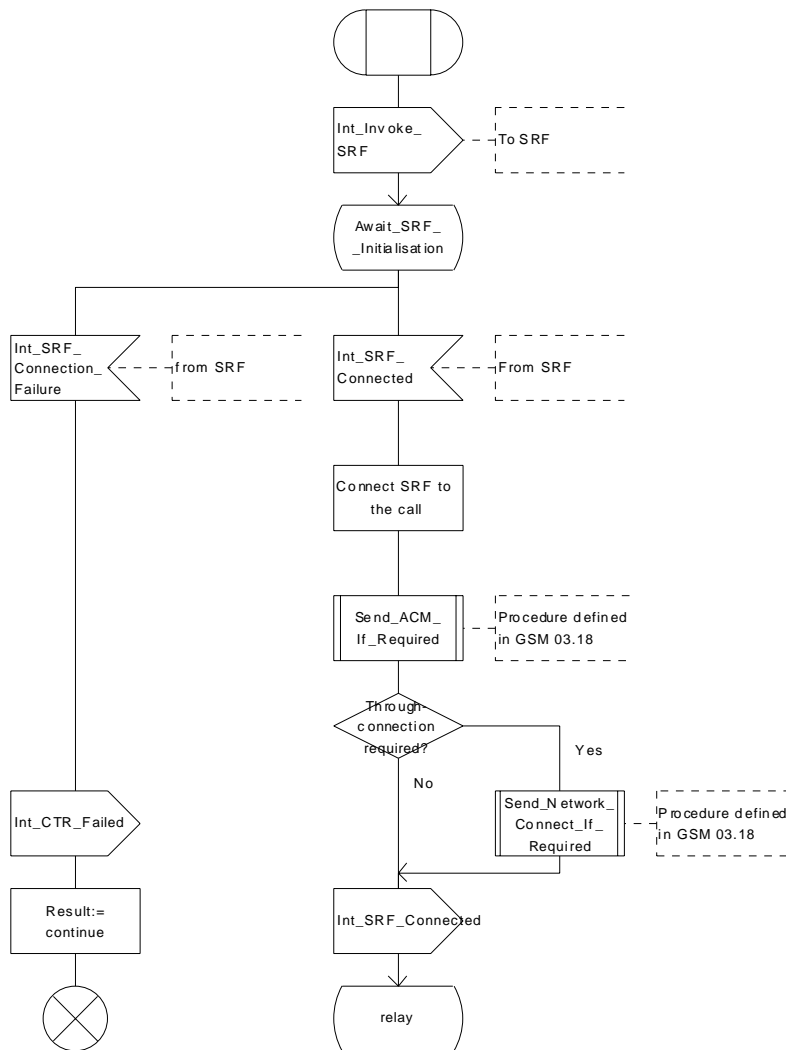 Int_Invoke_
SRF
To SRF
Await_SRF_
_Initialisation
Int_SRF_
Connection_
Failure
from SRF
Int_SRF_
Connected
From SRF
Connect SRF to
the call
Send_ACM_
If_Required
Procedure defined
in GSM 03.18
Through-
connection
required?
Yes
No
Int_CTR_Failed
Send_Network_
Connect_If_
Required
Procedure defined
in GSM 03.18
Result:=
continue
Int_SRF_Connected
relay